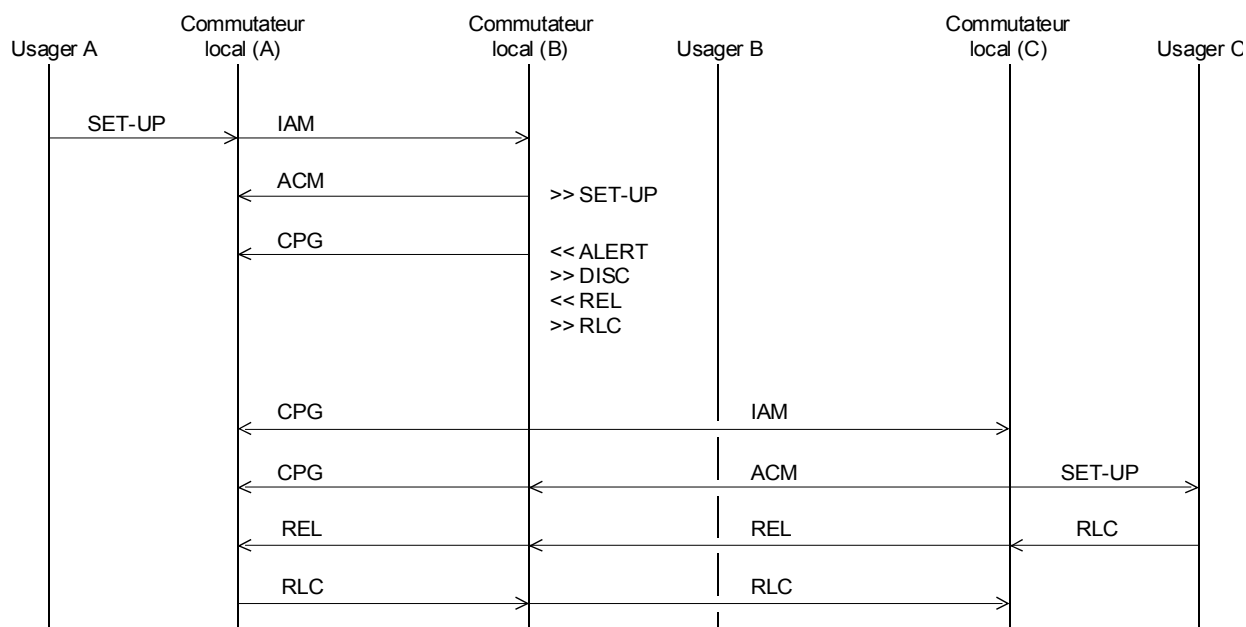 Usager A
Commutateur
local (A)
Commutateur
local (B)
Usager B
Commutateur
local (C)
Usager C
SET-UP
IAM
ACM
>> SET-UP
CPG
<< ALERT
>> DISC
<< REL
>> RLC
CPG
IAM
CPG
ACM
SET-UP
REL
REL
RLC
RLC
RLC